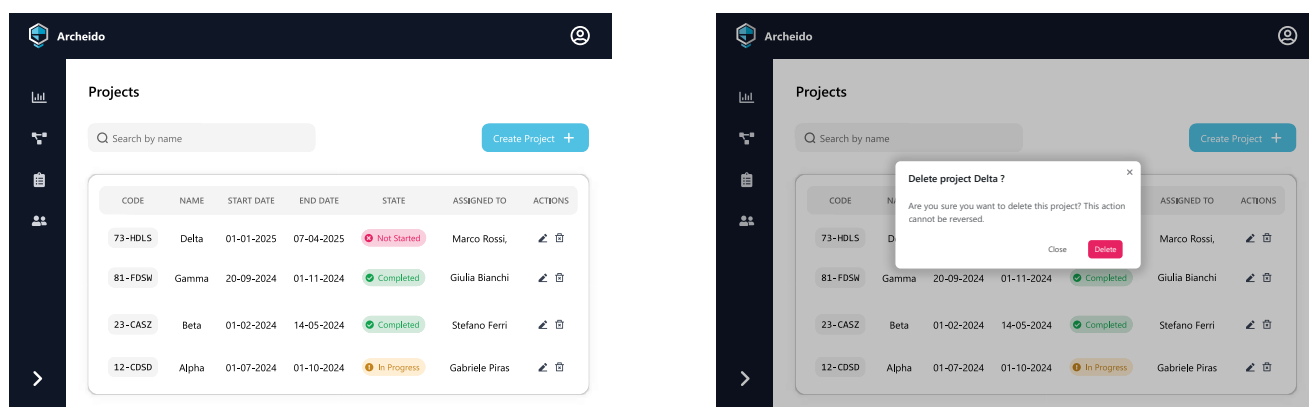 Archeido
Projects
Search by name
Create Project +
CODE NAME START DATE END DATE STATE ASSIGNED TO ACTIONS
73-HDLS Delta 01-01-2025 07-04-2025 Not Started Marco Rossi,
81-FDSW Gamma 20-09-2024 01-11-2024 Completed Giulia Bianchi
23-CASZ Beta 01-02-2024 14-05-2024 Completed Stefano Ferri
12-CDSD Alpha 01-07-2024 01-10-2024 In Progress Gabriele Piras
Archeido
Projects
Search by name
Create Project +
Delete project Delta ?
Are you sure you want to delete this project? This action
cannot be reversed.
Close Delete
CODE ASSIGNED TO ACTIONS
73-HDLS Marco Rossi,
81-FDSW Gamma 20-09-2024 01-11-2024 Completed Giulia Bianchi
23-CASZ Beta 01-02-2024 14-05-2024 Completed Stefano Ferri
12-CDSD Alpha 01-07-2024 01-10-2024 In Progress Gabriele Piras